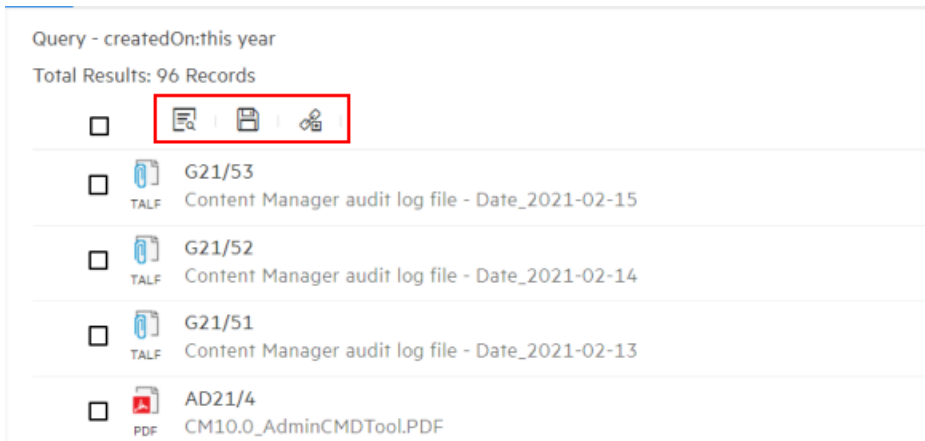 Query - createdOn:this year
Total Results: 96 Records
G21/53
TALF Content Manager audit log file - Date_2021-02-15
G21/52
TALF Content Manager audit log file - Date_2021-02-14
G21/51
TALF Content Manager audit log file - Date_2021-02-13
AD21/4
PDF CM10.0_AdminCMDTool.PDF